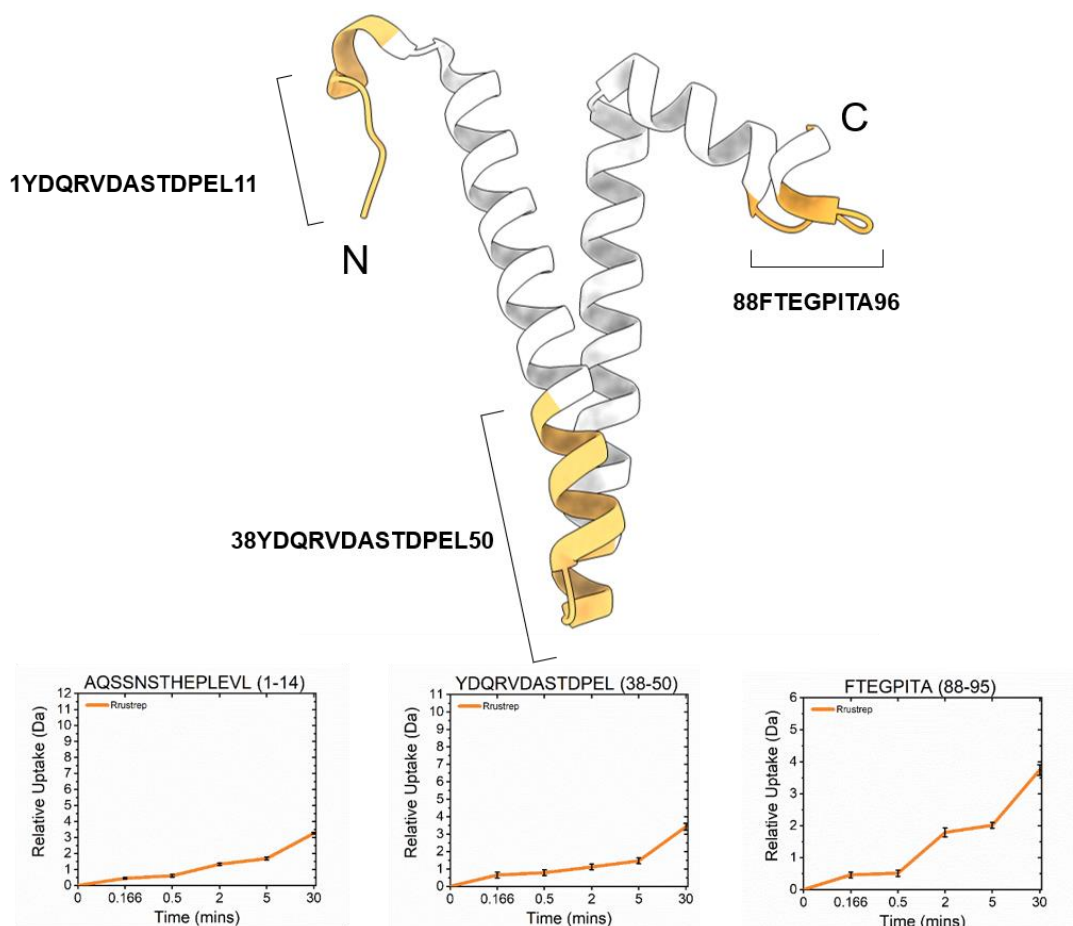 C
1YDQRVDASTDPEL11
N
88FTEGPITA96
38YDQRVDASTDPEL50
AQSSNSTHEPLEVL (1-14)
12
11
10
9
8
7
6
5
4
3
2
1
0
Rrustrep
Relative Uptake (Da)
0 0.166 0.5 2 5 30
Time (mins)
YDQRVDASTDPEL (38-50)
11
10
9
8
7
6
5
4
3
2
1
0
Rrustrep
Relative Uptake (Da)
0 0.166 0.5 2 5 30
Time (mins)
FTEGPITA (88-95)
6
5
4
3
2
1
0
Rrustrep
Relative Uptake (Da)
0 0.166 0.5 2 5 30
Time (mins)